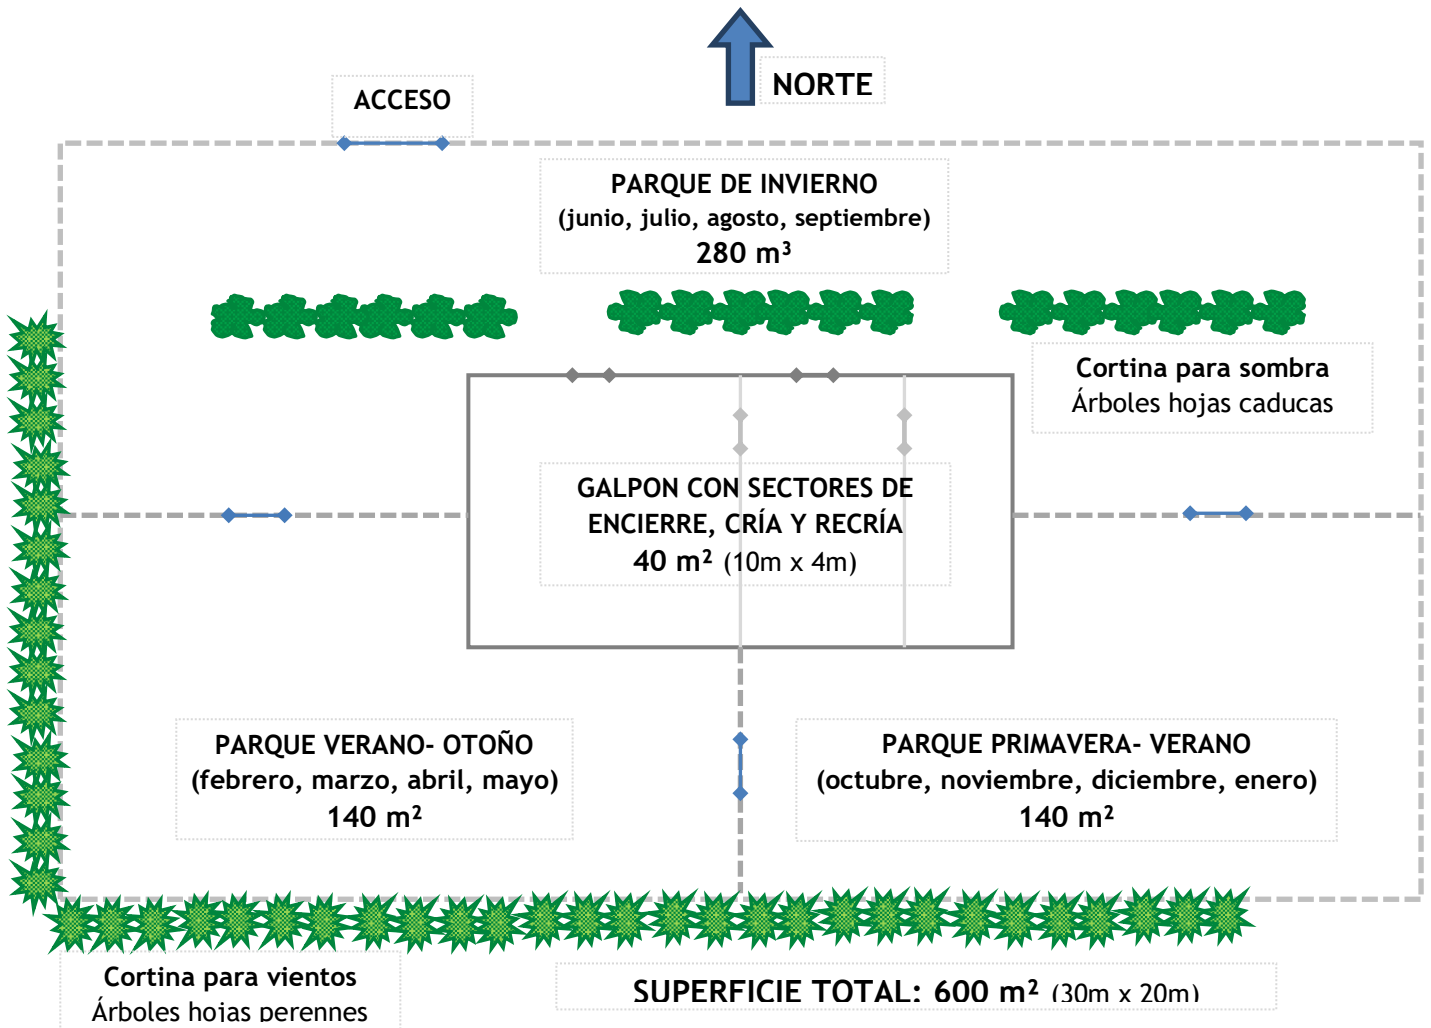 NORTE
ACCESO
PARQUE DE INVIERNO
(junio, julio, agosto, septiembre)
280 m³
Cortina para sombra
Árboles hojas caducas
GALPON CON SECTORES DE
ENCIERRE, CRÍA Y RECRÍA
40 m² (10m x 4m)
PARQUE VERANO- OTOÑO
(febrero, marzo, abril, mayo)
140 m²
PARQUE PRIMAVERA- VERANO
(octubre, noviembre, diciembre, enero)
140 m²
Cortina para vientos
Árboles hojas perennes
SUPERFICIE TOTAL: 600 m² (30m x 20m)